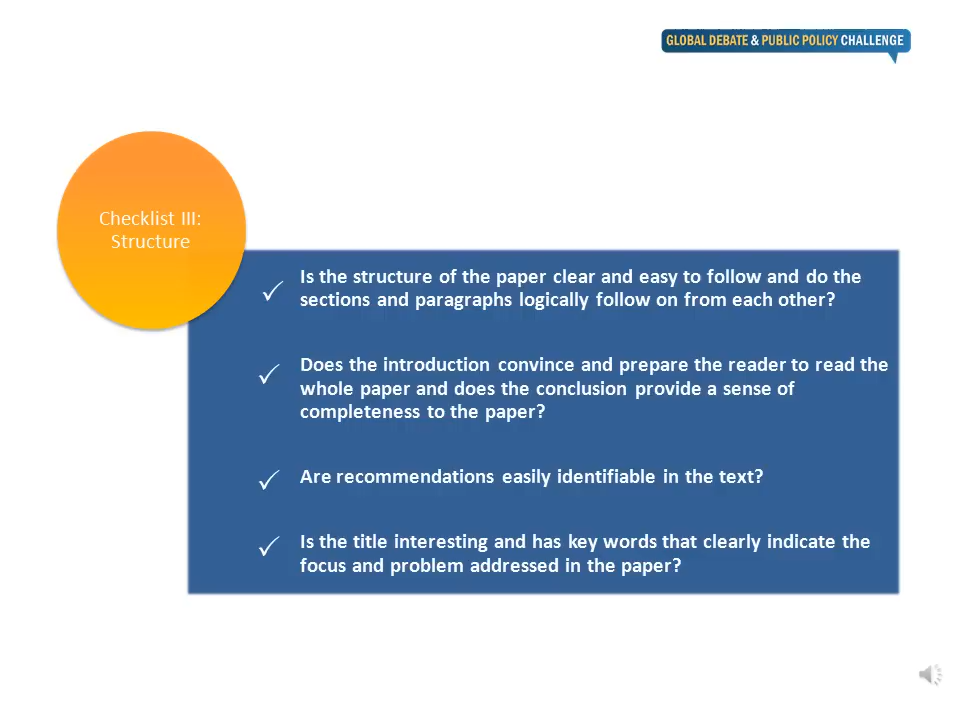 GLOBAL DEBATE & PUBLIC POLICY CHALLENGE
Checklist III:
Structure
Is the structure of the paper clear and easy to follow and do the
sections and paragraphs logically follow on from each other?
Does the introduction convince and prepare the reader to read the
whole paper and does the conclusion provide a sense of
completeness to the paper?
Are recommendations easily identifiable in the text?
Is the title interesting and has key words that clearly indicate the
focus and problem addressed in the paper?